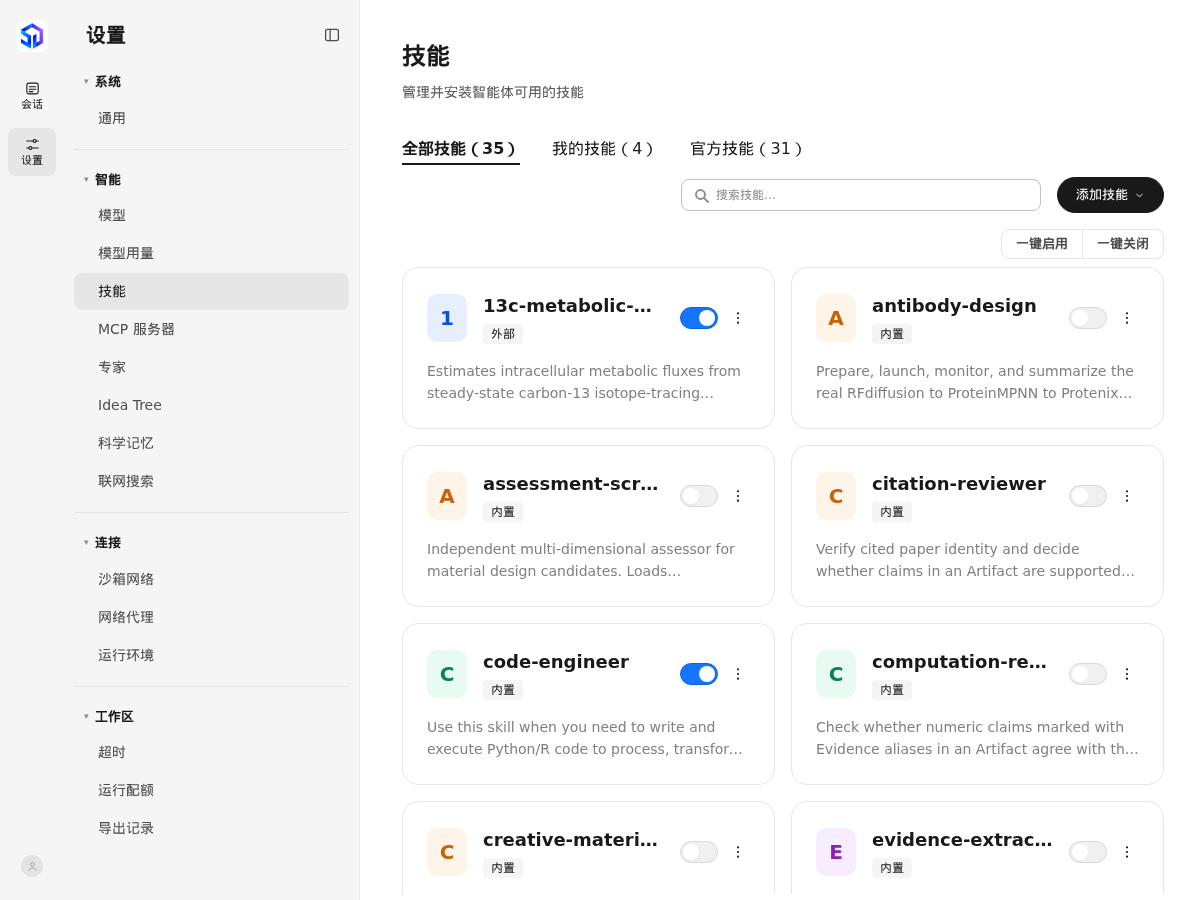 设置
会话
设置
系统
通用
智能
模型
模型用量
技能
MCP 服务器
专家
Idea Tree
科学记忆
联网搜索
连接
沙箱网络
网络代理
运行环境
工作区
超时
运行配额
导出记录
技能
管理并安装智能体可用的技能
全部技能（35） 我的技能（4） 官方技能（31）
搜索技能...
添加技能
一键启用 一键关闭
1
13c-metabolic-...
外部
Estimates intracellular metabolic fluxes from
steady-state carbon-13 isotope-tracing...
A
antibody-design
内置
Prepare, launch, monitor, and summarize the
real RFdiffusion to ProteinMPNN to Protenix...
A
assessment-scr...
内置
Independent multi-dimensional assessor for
material design candidates. Loads...
C
citation-reviewer
内置
Verify cited paper identity and decide
whether claims in an Artifact are supported...
C
code-engineer
内置
Use this skill when you need to write and
execute Python/R code to process, transfor...
C
computation-re...
内置
Check whether numeric claims marked with
Evidence aliases in an Artifact agree with th...
C
creative-materi...
内置
E
evidence-extrac...
内置